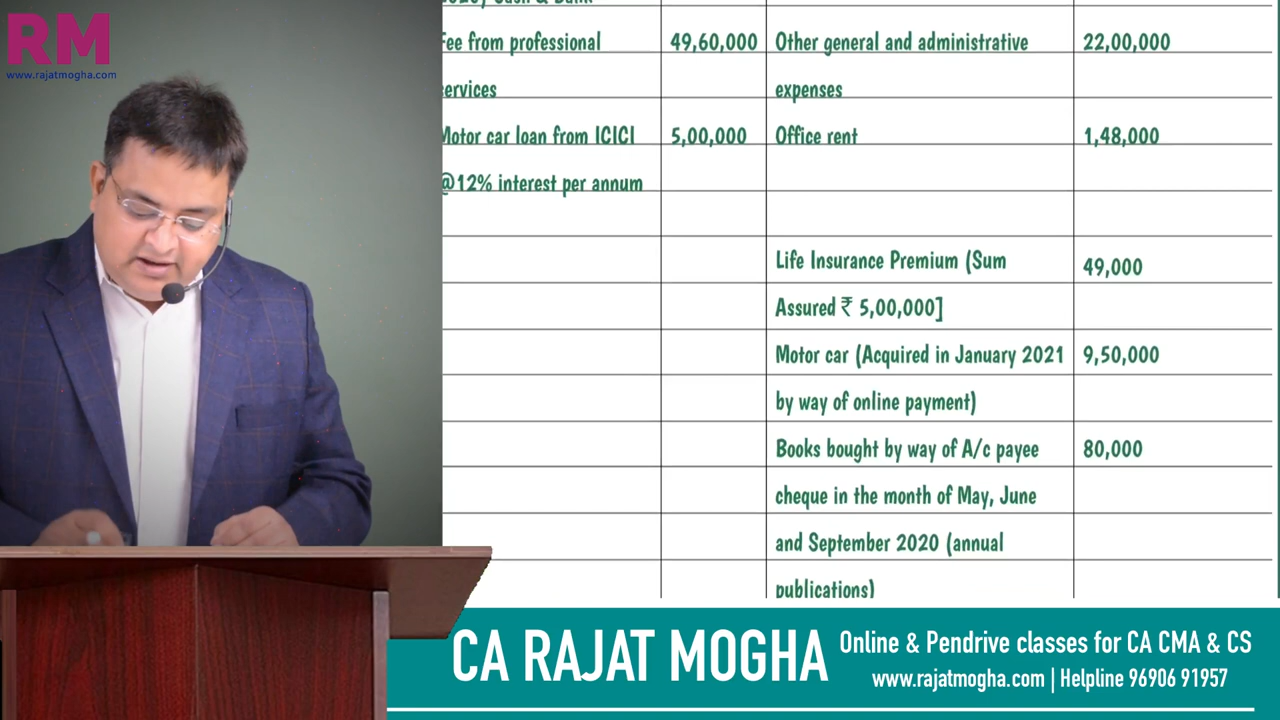 RM
www.rajatmogha.com
Fee from professional 49,60,000 Other general and administrative 22,00,000
services expenses
Motor car loan from ICICI 5,00,000 Office rent 1,48,000
@12% interest per annum
Life Insurance Premium (Sum 49,000
Assured ₹ 5,00,000]
Motor car (Acquired in January 2021 9,50,000
by way of online payment)
Books bought by way of A/c payee 80,000
cheque in the month of May, June
and September 2020 (annual
publications)
CA RAJAT MOGHA
Online & Pendrive classes for CA CMA & CS
www.rajatmogha.com | Helpline 96906 91957